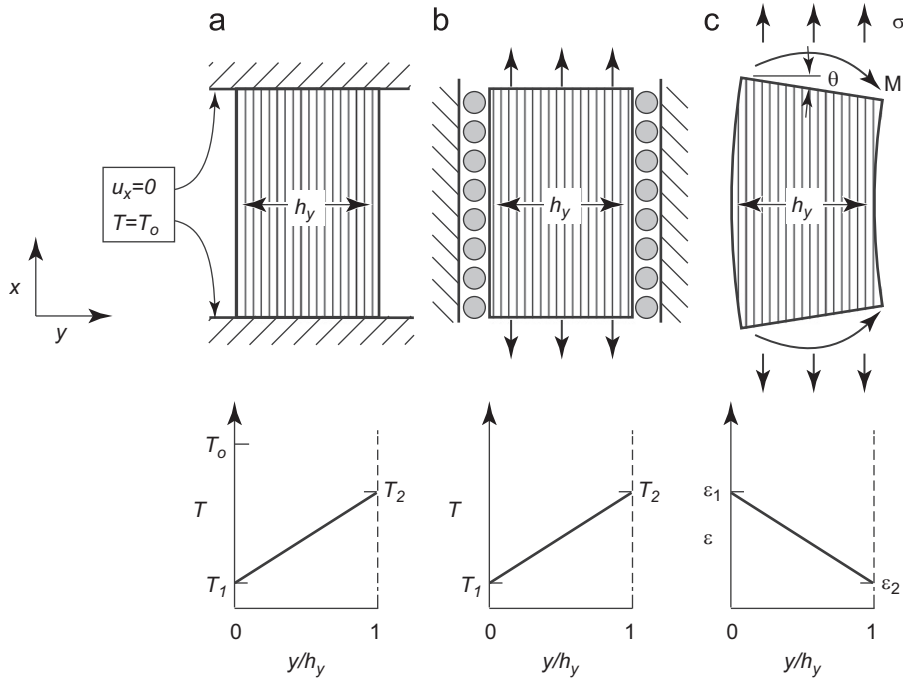 a
b
c
σ
θ
M
u_x=0
T=T_o
h_y
h_y
h_y
x
y
T_o
T
T_2
T_1
0
1
y/h_y
T
T_2
T_1
0
1
y/h_y
ε_1
ε
ε_2
0
1
y/h_y